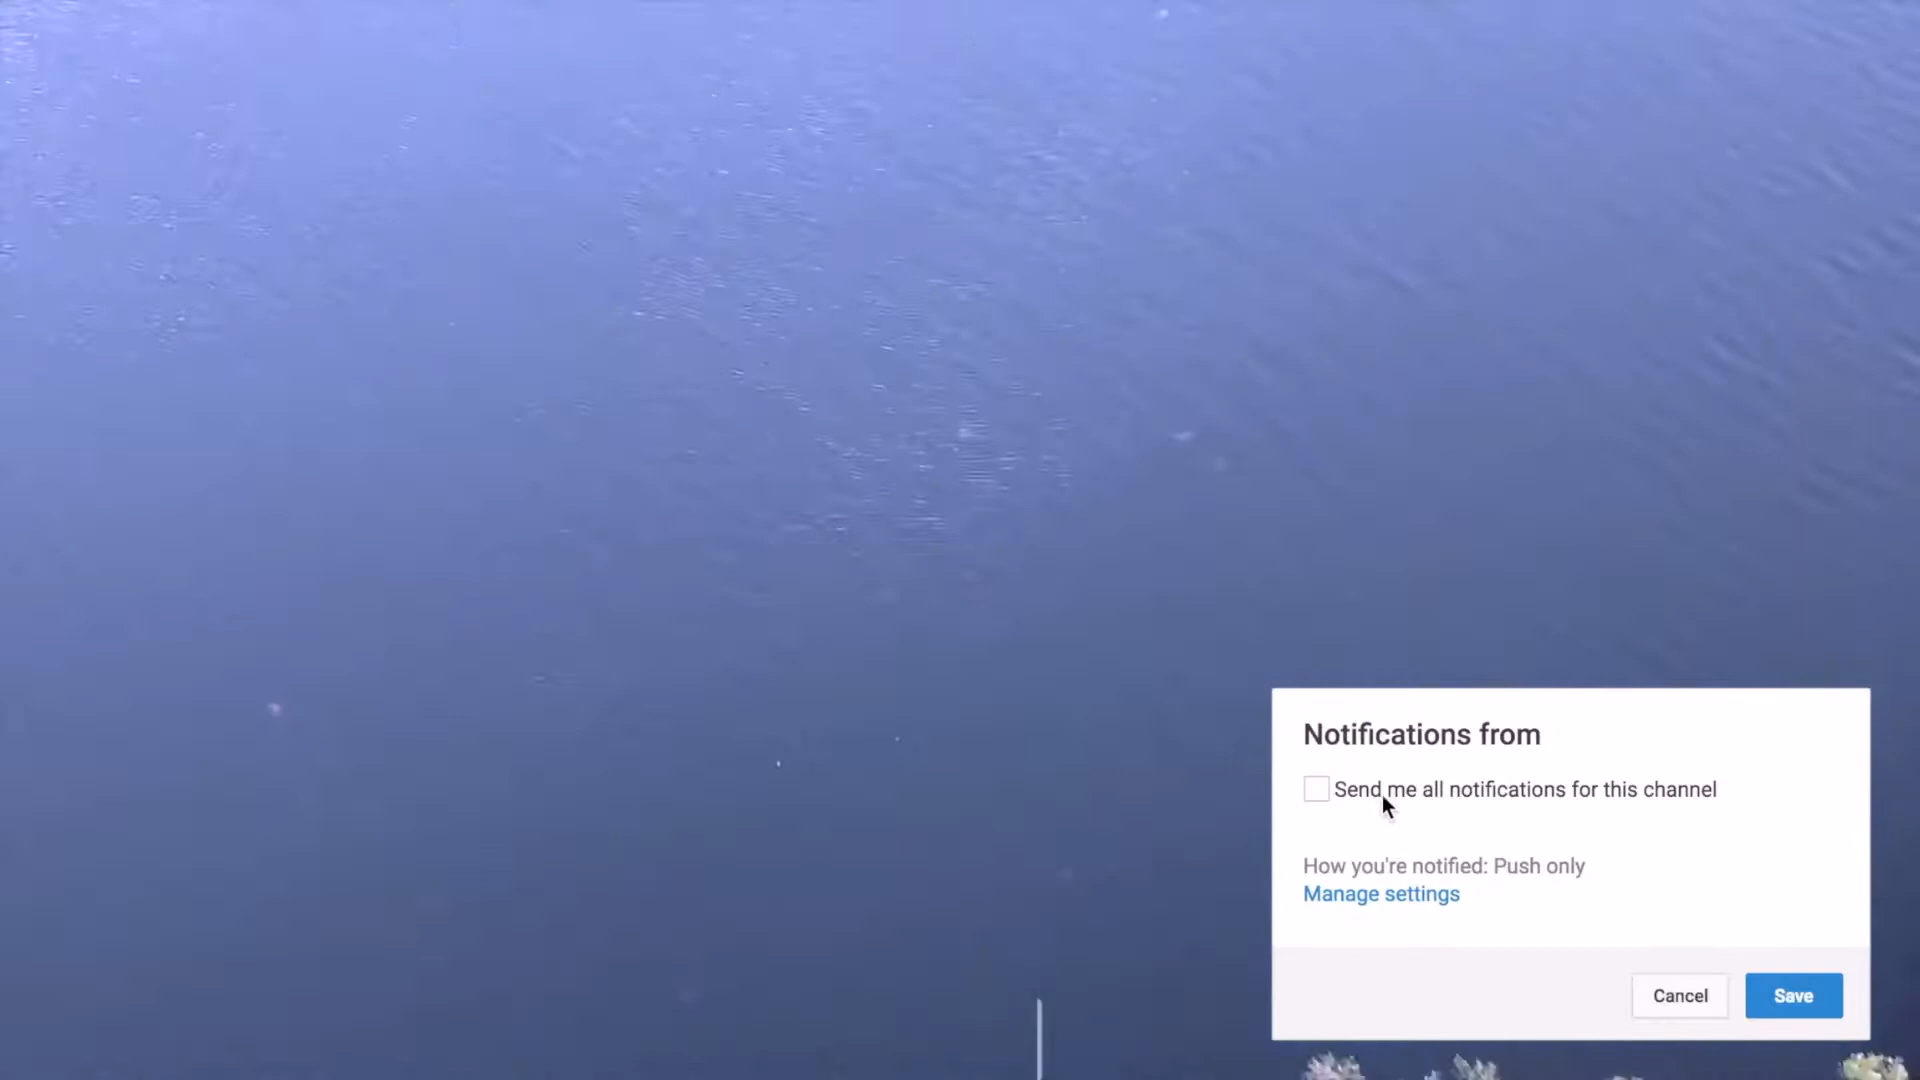 Notifications from
Send me all notifications for this channel
How you're notified: Push only
Manage settings
Cancel
Save